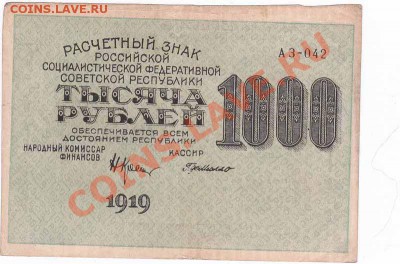 COINS.LAVE.RU
РАСЧЕТНЫЙ ЗНАК
РОССИЙСКОЙ
СОЦИАЛИСТИЧЕСКОЙ ФЕДЕРАТИВНОЙ
СОВЕТСКОЙ РЕСПУБЛИКИ
АЗ-042
ТЫСЯЧА
РУБЛЕЙ
1000
ОБЕСПЕЧИВАЕТСЯ ВСЕМ
ДОСТОЯНИЕМ РЕСПУБЛИКИ
НАРОДНЫЙ КОМИССАР
ФИНАНСОВ
КАССИР
1919
COINS.LAVE.RU